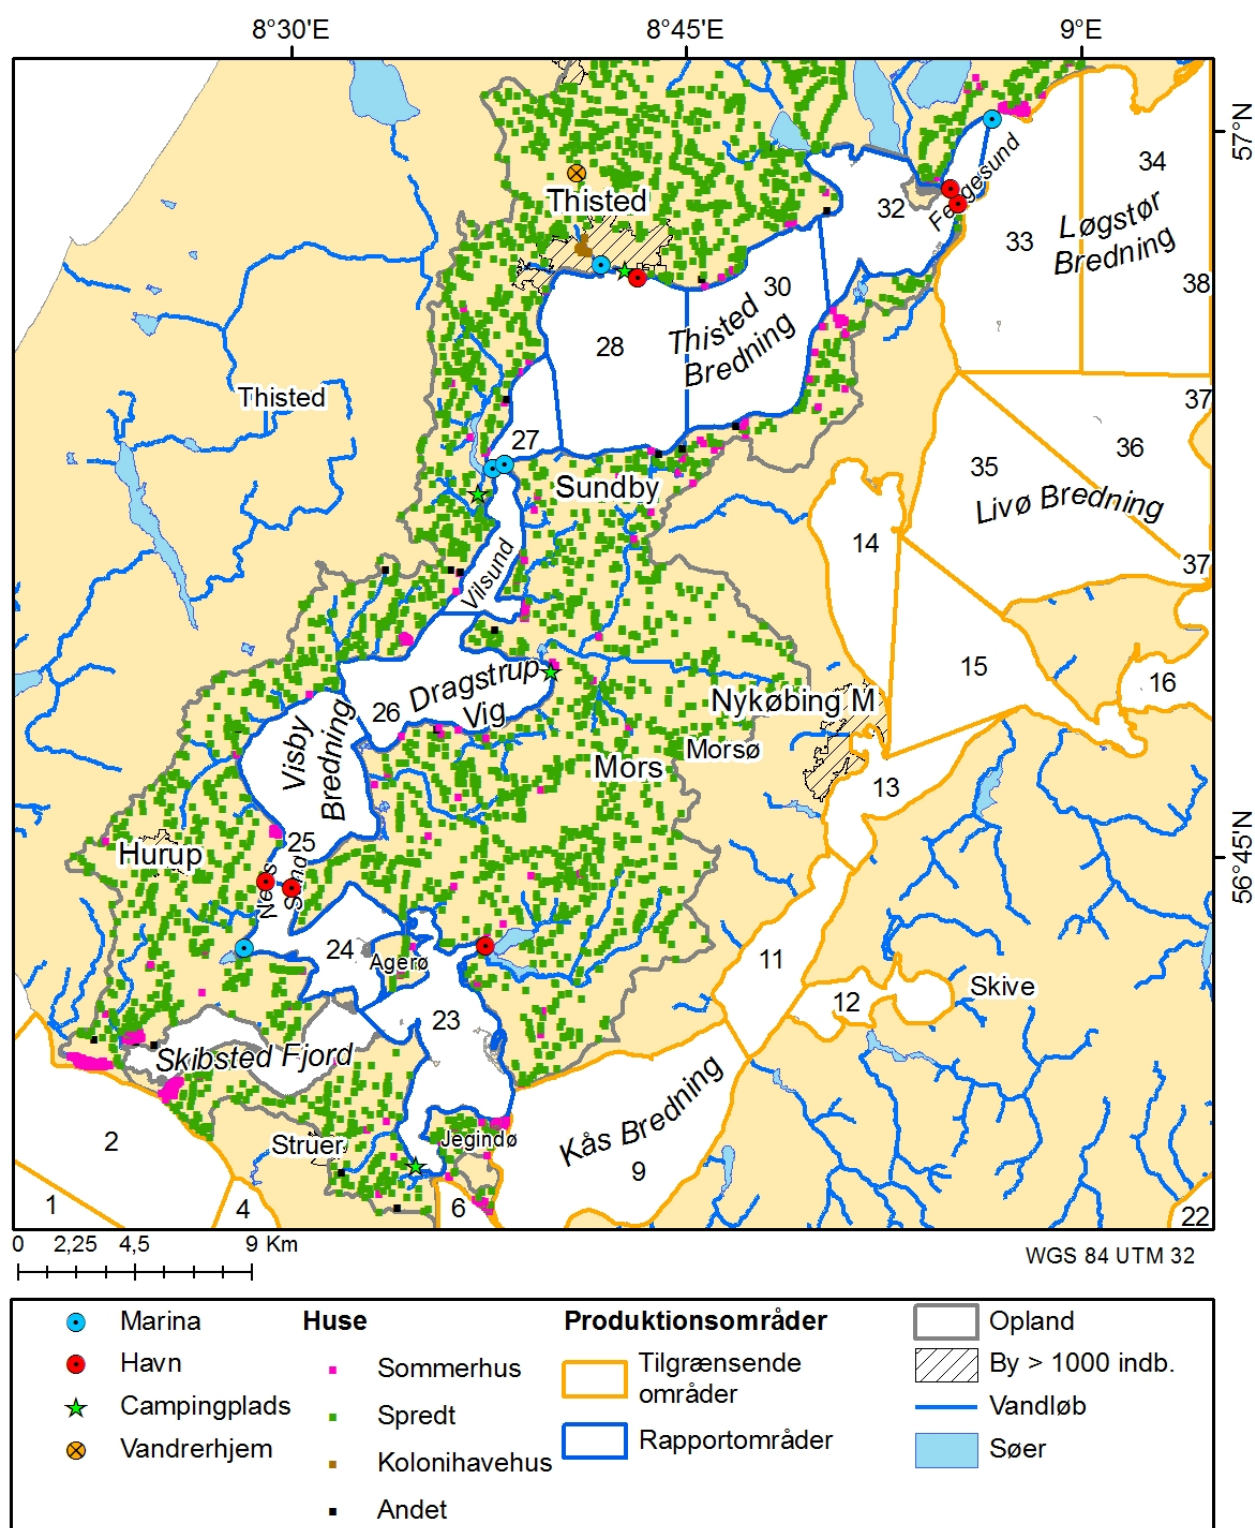 8°30'E
8°45'E
9°E
57°N
56°45'N
34
Løgstør
Bredning
33
38
32
Feggesund
Thisted
30
Thisted
Bredning
28
Thisted
27
37
36
35
Livø Bredning
Sundby
14
Vilsund
37
15
16
Dragstrup
Vig
26
Nykøbing M
Morsø
Mors
Visby
Bredning
13
25
Hurup
Nees
Sund
24
Agerø
11
12
Skive
23
Skibsted Fjord
Kås Bredning
2
Struer
Jegindø
9
1
4
6
22
0 2,25 4,5 9 Km
WGS 84 UTM 32
Marina
Havn
Campingplads
Vandrerhjem
Huse
Sommerhus
Spredt
Kolonihavehus
Andet
Produktionsområder
Tilgrænsende
områder
Rapportområder
Opland
By > 1000 indb.
Vandløb
Søer